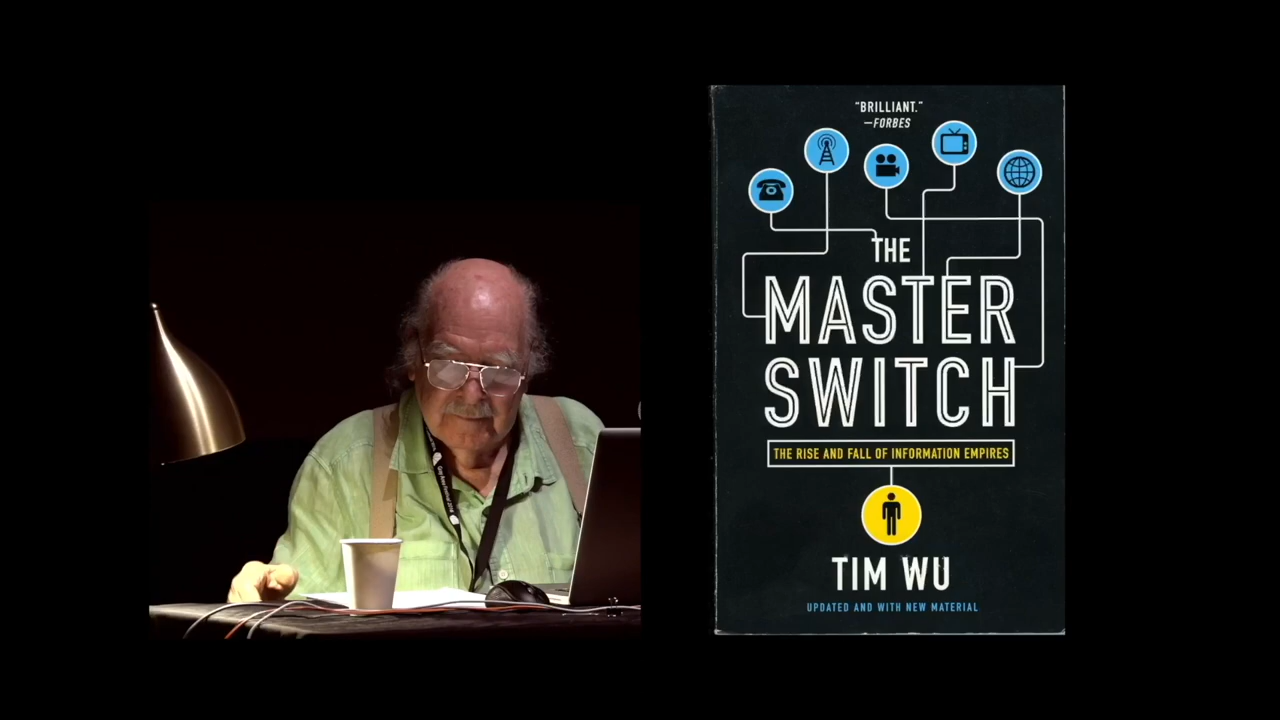 “BRILLIANT.”
—FORBES
THE
MASTER
SWITCH
THE RISE AND FALL OF INFORMATION EMPIRES
TIM WU
UPDATED AND WITH NEW MATERIAL